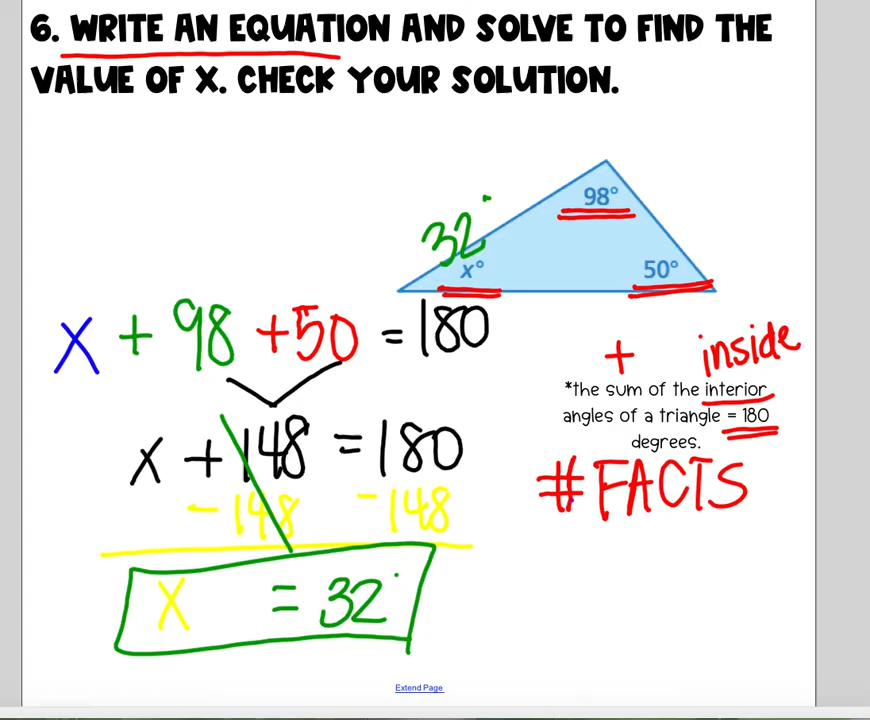 6. WRITE AN EQUATION AND SOLVE TO FIND THE
VALUE OF X. CHECK YOUR SOLUTION.
98°
32°
x°
50°
x + 98 + 50 = 180
+ inside
*the sum of the interior
angles of a triangle = 180
degrees.
x + 148 = 180
#FACTS
- 148 - 148
x = 32°
Extend Page